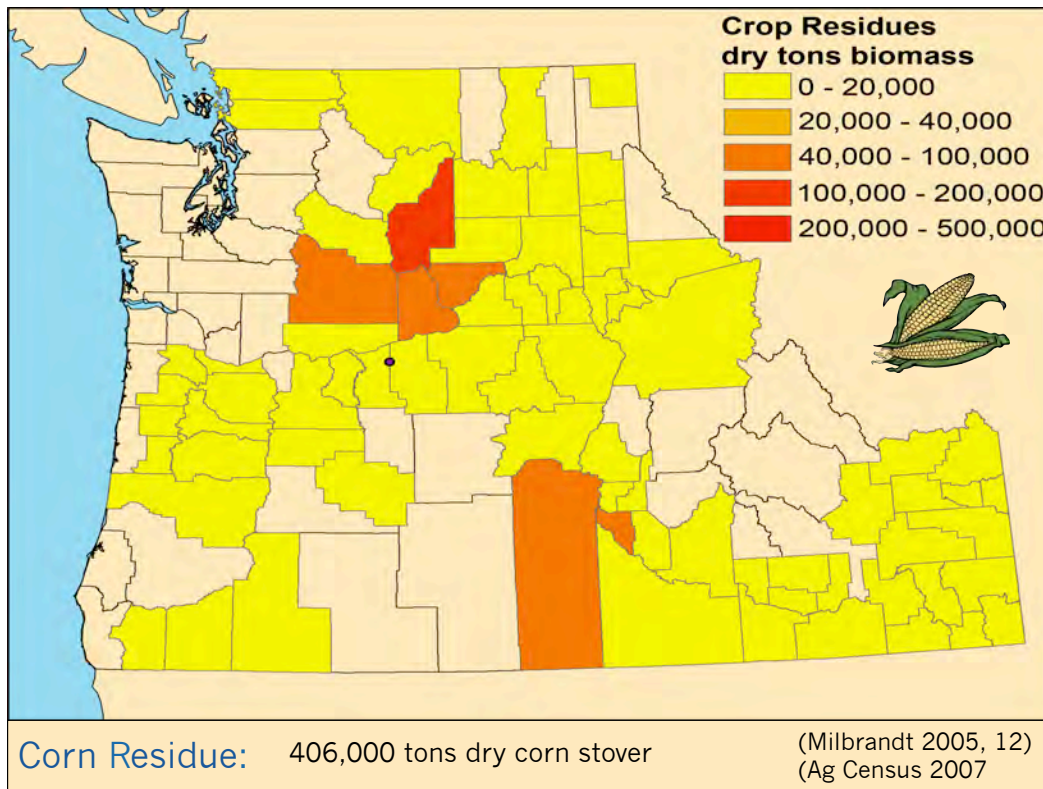 Crop Residues
dry tons biomass
0 - 20,000
20,000 - 40,000
40,000 - 100,000
100,000 - 200,000
200,000 - 500,000
Corn Residue:
406,000 tons dry corn stover
(Milbrandt 2005, 12)
(Ag Census 2007